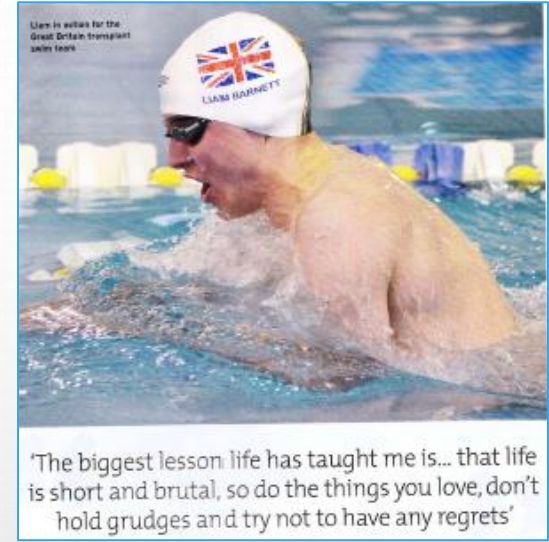 Liam in action for the
Great Britain transplant
swim team
LIAM BARNETT
'The biggest lesson life has taught me is... that life
is short and brutal, so do the things you love, don't
hold grudges and try not to have any regrets'